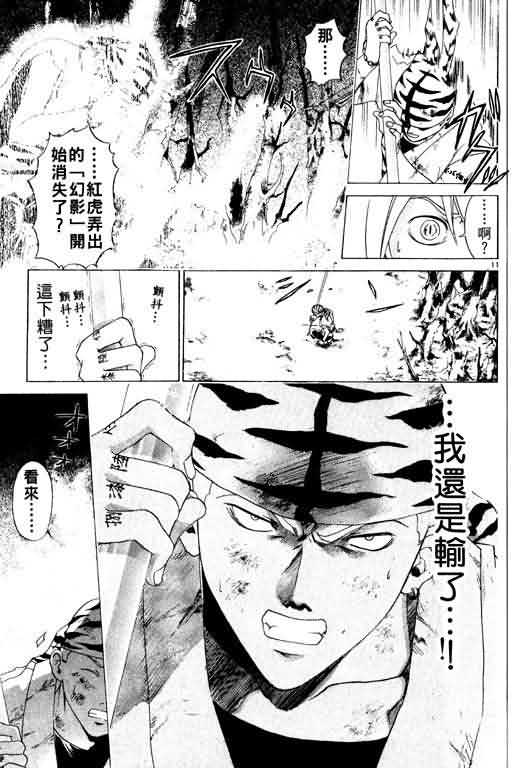 ……啊？
那…
……紅虎弄出
的「幻影」開
始消失了？
11
顫抖…
顫抖…
這下糟了…
…我還是輸了…!!
看來……